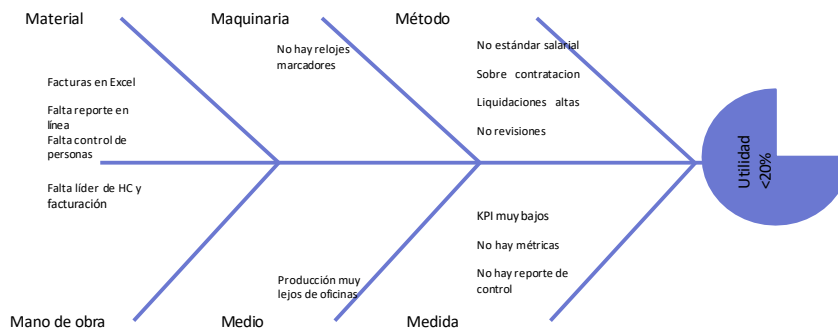 Material
Maquinaria
Método
No hay relojes
marcadores
No estándar salarial
Sobre contratacion
Liquidaciones altas
No revisiones
Facturas en Excel
Falta reporte en
línea
Falta control de
personas
Utilidad
<20%
Falta líder de HC y
facturación
KPI muy bajos
No hay métricas
No hay reporte de
control
Producción muy
lejos de oficinas
Mano de obra
Medio
Medida